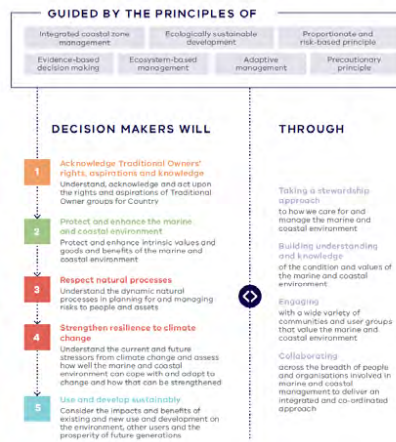 GUIDED BY THE PRINCIPLES OF
Integrated coastal zone
management
Ecologically sustainable
development
Proportionate and
risk-based principle
Evidence-based
decision making
Ecosystem-based
management
Adaptive
management
Precautionary
principle
DECISION MAKERS WILL
1
Acknowledge Traditional Owners'
rights, aspirations and knowledge
Understand, acknowledge and act upon
the rights and aspirations of Traditional
Owner groups for Country
2
Protect and enhance the marine
and coastal environment
Protect and enhance intrinsic values and
goods and benefits of the marine and
coastal environment
3
Respect natural processes
Understand the dynamic natural
processes in planning for and managing
risks to people and assets
4
Strengthen resilience to climate
change
Understand the current and future
stressors from climate change and assess
how well the marine and coastal
environment can cope with and adapt to
change and how that can be strengthened
5
Use and develop sustainably
Consider the impacts and benefits of
existing and new use and development on
the environment, other users and the
prosperity of future generations
THROUGH
Taking a stewardship
approach
to how we care for and
manage the marine and
coastal environment
Building understanding
and knowledge
of the condition and values of
the marine and coastal
environment
Engaging
with a wide variety of
communities and user groups
that value the marine and
coastal environment
Collaborating
across the breadth of people
and organisations involved in
marine and coastal
management to deliver an
integrated and co-ordinated
approach